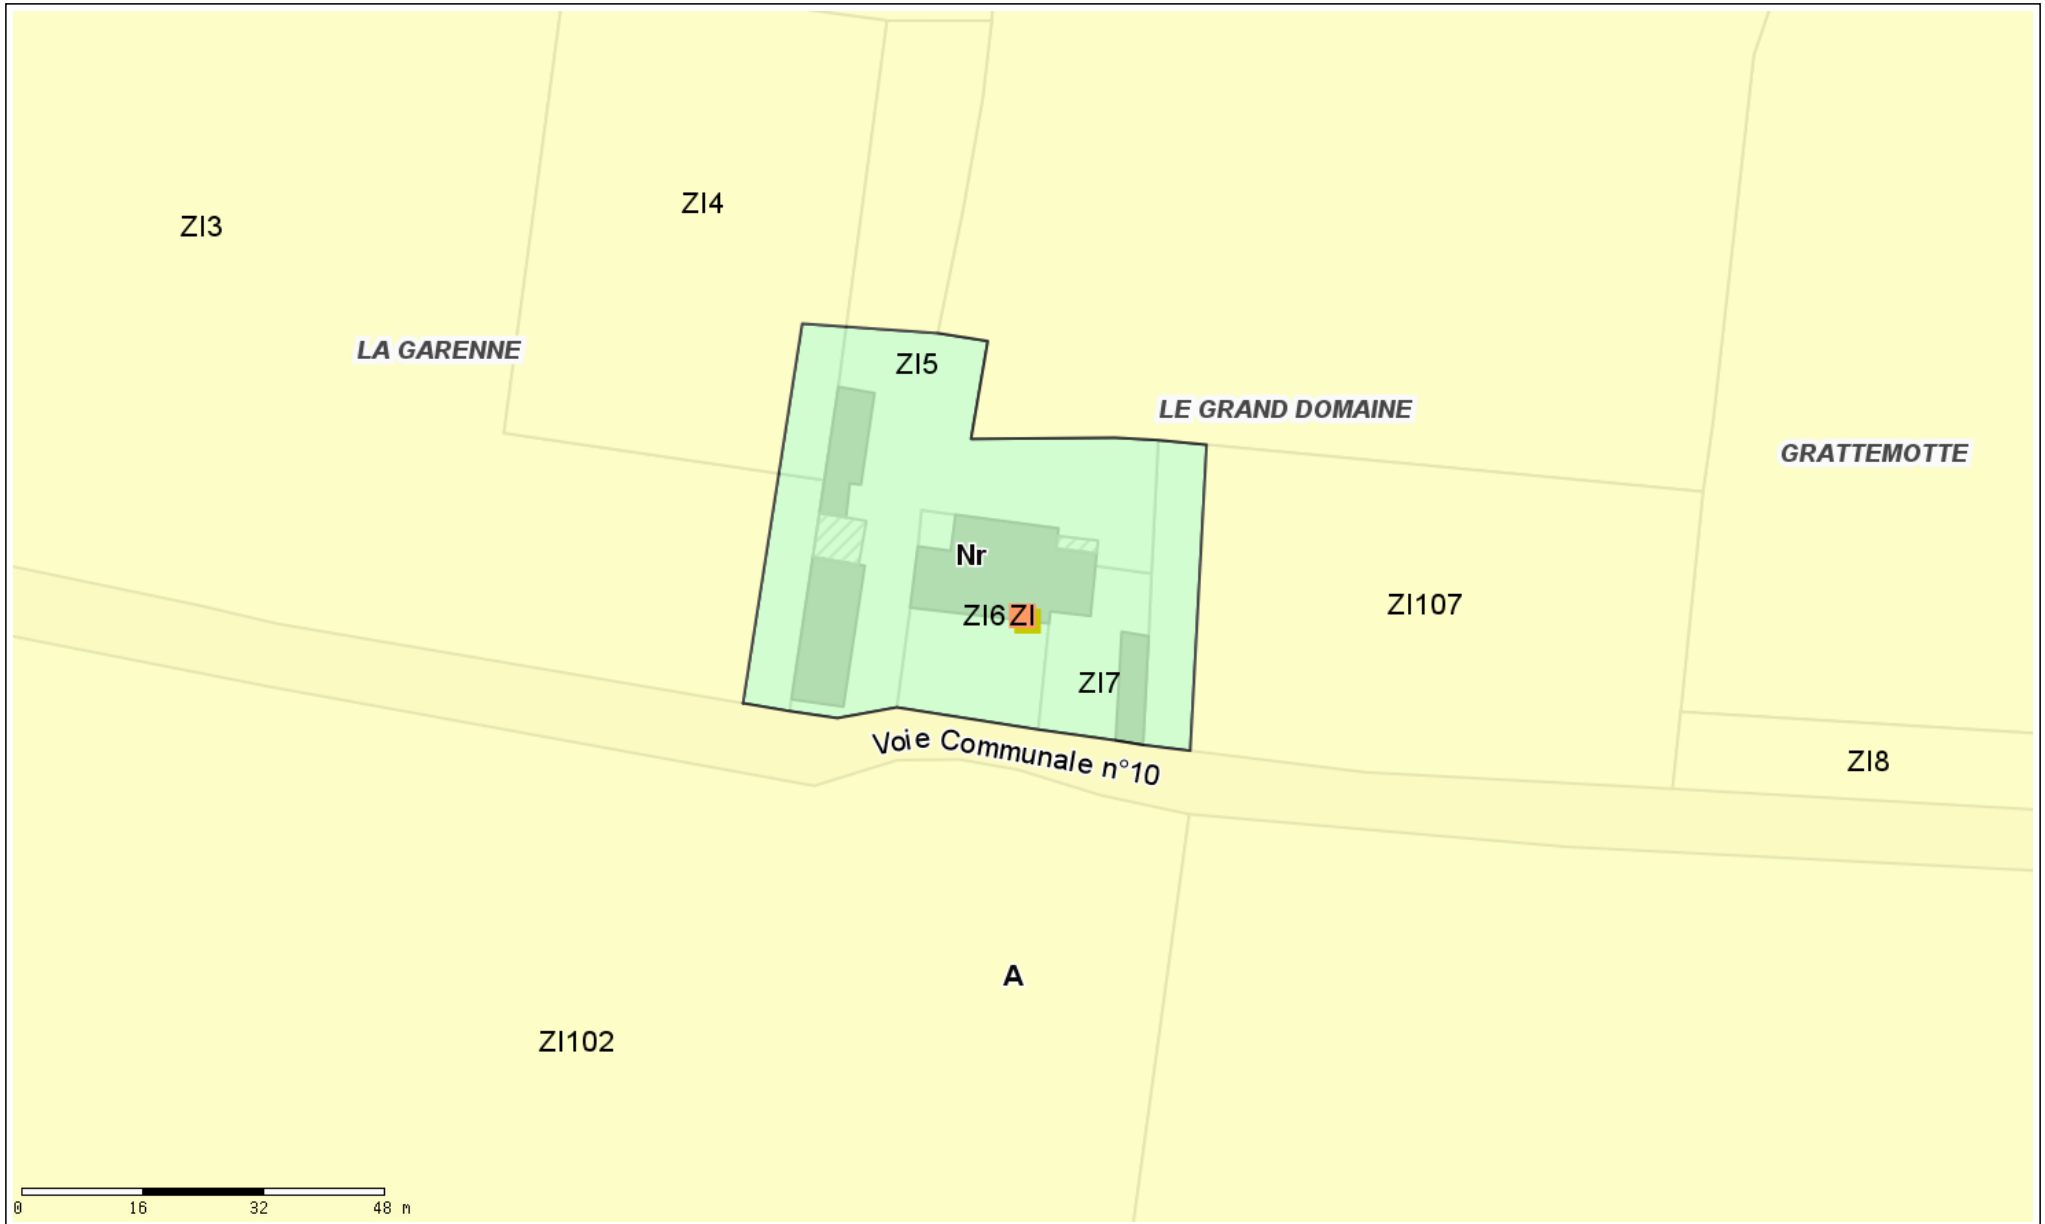 ZI4
ZI3
LA GARENNE
ZI5
LE GRAND DOMAINE
GRATTEMOTTE
Nr
ZI6 ZI
ZI107
ZI7
Voie Communale n°10
ZI8
A
ZI102
0 16 32 48 m